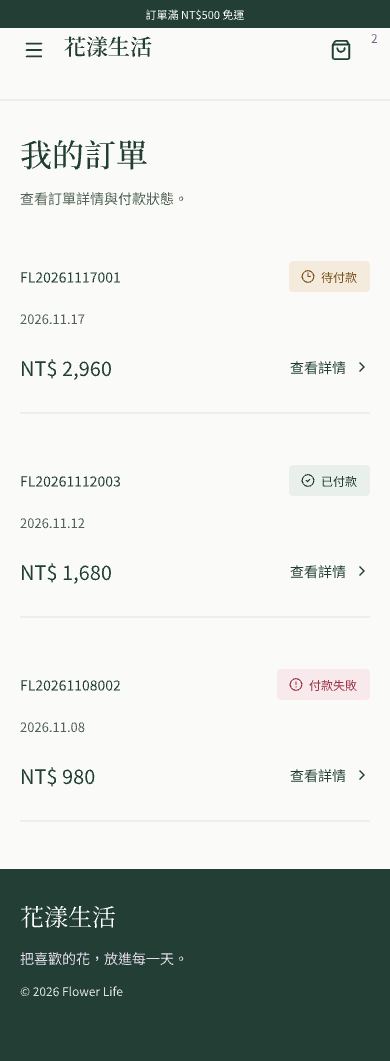 訂單滿 NT$500 免運
花漾生活
2
我的訂單
查看訂單詳情與付款狀態。
FL20261117001
待付款
2026.11.17
NT$ 2,960
查看詳情
FL20261112003
已付款
2026.11.12
NT$ 1,680
查看詳情
FL20261108002
付款失敗
2026.11.08
NT$ 980
查看詳情
花漾生活
把喜歡的花，放進每一天。
© 2026 Flower Life